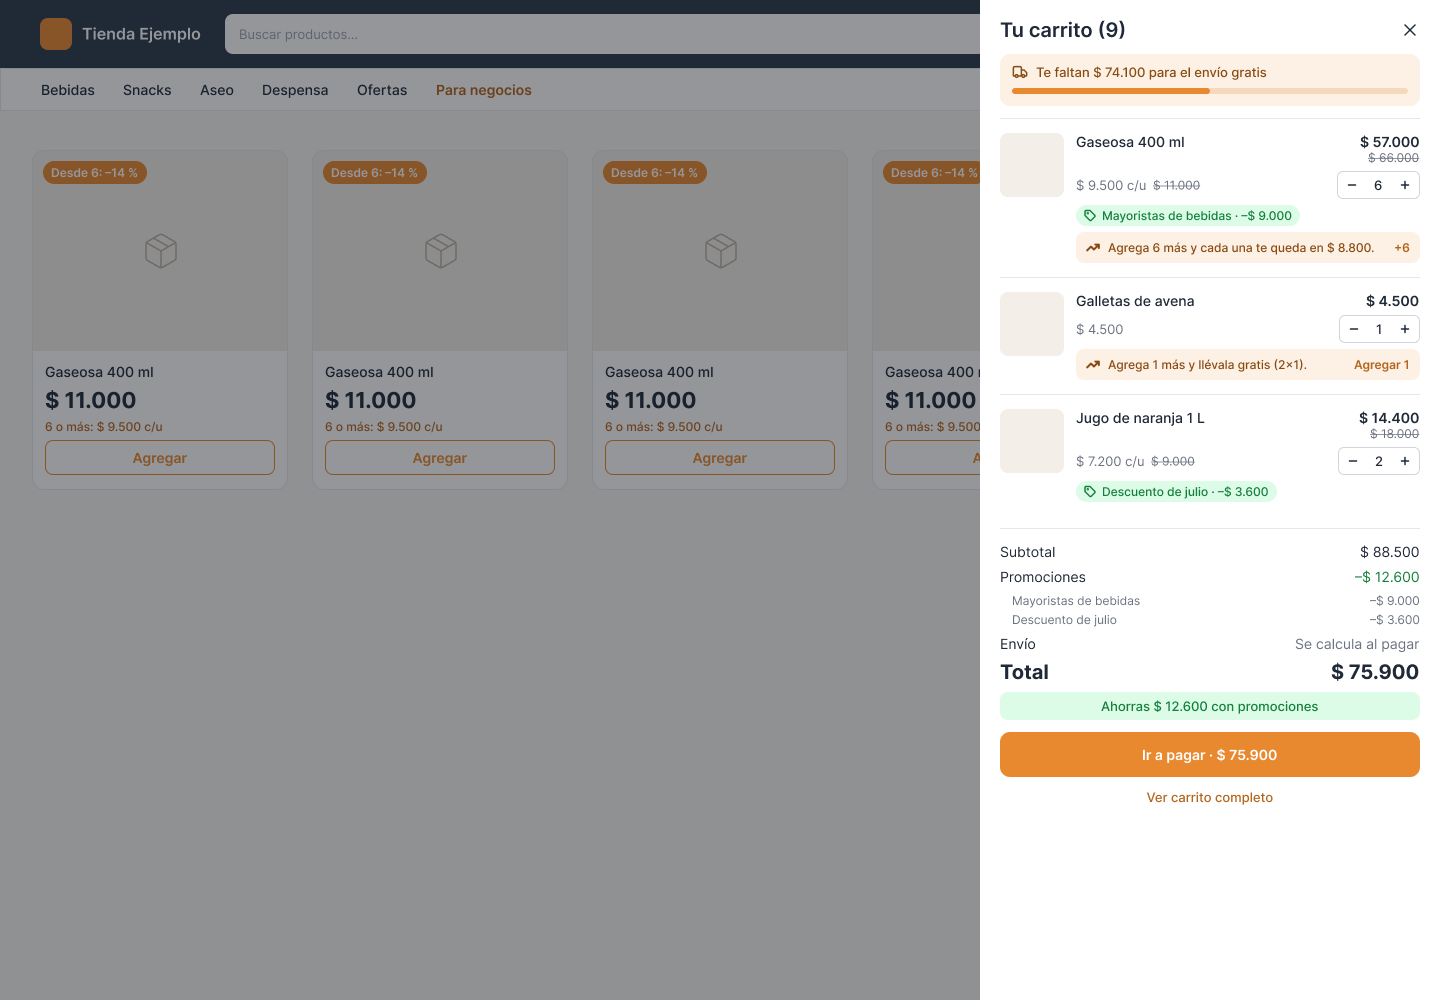 Tienda Ejemplo
Buscar productos...
Bebidas Snacks Aseo Despensa Ofertas Para negocios
Desde 6: –14 % Desde 6: –14 % Desde 6: –14 % Desde 6: –14 %
Gaseosa 400 ml Gaseosa 400 ml Gaseosa 400 ml Gaseosa 400 m
$ 11.000 $ 11.000 $ 11.000 $ 11.000
6 o más: $ 9.500 c/u 6 o más: $ 9.500 c/u 6 o más: $ 9.500 c/u 6 o más: $ 9.500
Agregar Agregar Agregar A
Tu carrito (9)
Te faltan $ 74.100 para el envío gratis
Gaseosa 400 ml $ 57.000
$ 66.000
$ 9.500 c/u $ 11.000 − 6 +
Mayoristas de bebidas · –$ 9.000
Agrega 6 más y cada una te queda en $ 8.800. +6
Galletas de avena $ 4.500
$ 4.500 − 1 +
Agrega 1 más y llévala gratis (2×1). Agregar 1
Jugo de naranja 1 L $ 14.400
$ 18.000
$ 7.200 c/u $ 9.000 − 2 +
Descuento de julio · –$ 3.600
Subtotal $ 88.500
Promociones –$ 12.600
Mayoristas de bebidas –$ 9.000
Descuento de julio –$ 3.600
Envío Se calcula al pagar
Total $ 75.900
Ahorras $ 12.600 con promociones
Ir a pagar · $ 75.900
Ver carrito completo